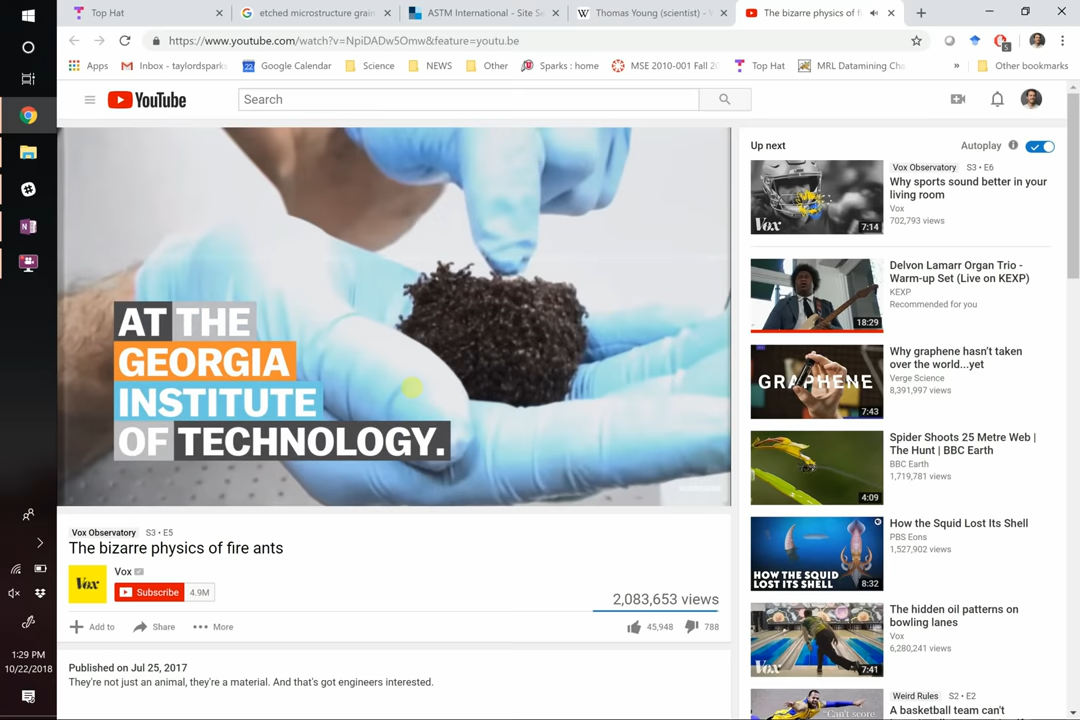 Top Hat
etched microstructure grain
ASTM International - Site Se
Thomas Young (scientist) - W
The bizarre physics of f
https://www.youtube.com/watch?v=NpiDADw5Omw&feature=youtu.be
Apps
Inbox - taylordsparks
Google Calendar
Science
NEWS
Other
Sparks : home
MSE 2010-001 Fall 20
Top Hat
MRL Datamining Cha
»
Other bookmarks
YouTube
Search
AT THE
GEORGIA
INSTITUTE
OF TECHNOLOGY.
Vox Observatory S3 • E5
The bizarre physics of fire ants
Vox
Vox
Subscribe 4.9M
2,083,653 views
Add to
Share
More
45,948
788
Published on Jul 25, 2017
They're not just an animal, they're a material. And that's got engineers interested.
Up next
Autoplay
Vox
7:14
Vox Observatory S3 • E6
Why sports sound better in your
living room
Vox
702,793 views
18:29
Delvon Lamarr Organ Trio -
Warm-up Set (Live on KEXP)
KEXP
Recommended for you
GRAPHENE
7:43
Why graphene hasn't taken
over the world...yet
Verge Science
8,391,997 views
4:09
Spider Shoots 25 Metre Web |
The Hunt | BBC Earth
BBC Earth
1,719,781 views
HOW THE SQUID
LOST ITS SHELL
8:32
How the Squid Lost Its Shell
PBS Eons
1,527,902 views
Vox
7:41
The hidden oil patterns on
bowling lanes
Vox
6,280,241 views
Can't score
Weird Rules S2 • E2
A basketball team can't
1:29 PM
10/22/2018